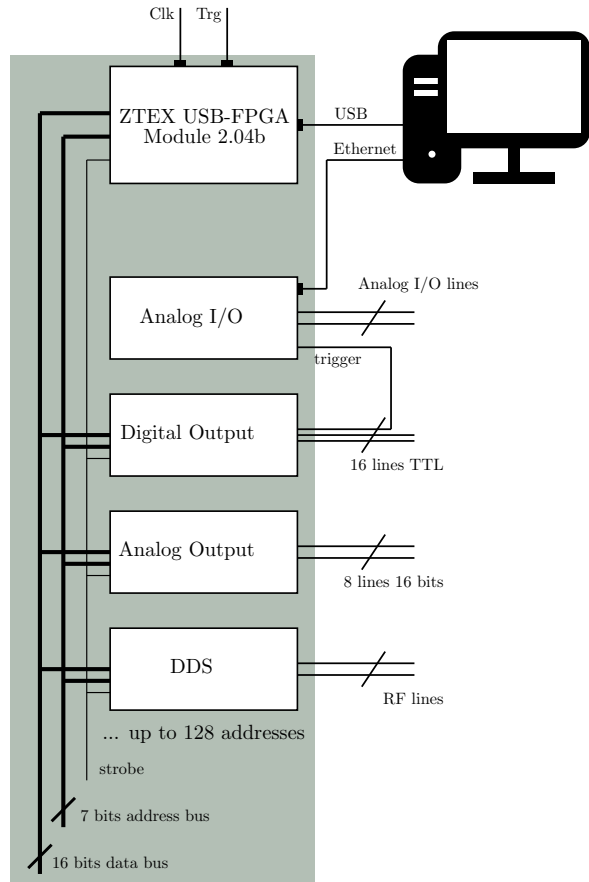 Clk Trg
ZTEX USB-FPGA
Module 2.04b
USB
Ethernet
Analog I/O lines
Analog I/O
trigger
Digital Output
16 lines TTL
Analog Output
8 lines 16 bits
DDS
RF lines
... up to 128 addresses
strobe
7 bits address bus
16 bits data bus